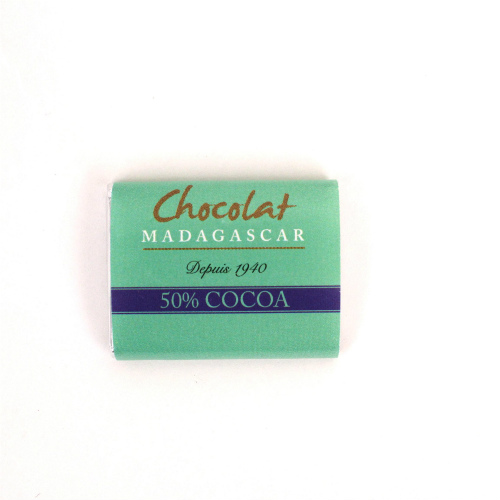 Chocolat
MADAGASCAR
Depuis 1940
50% COCOA